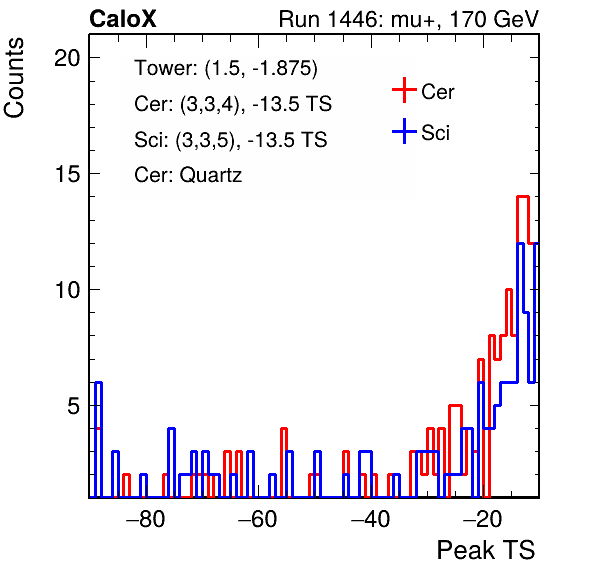 CaloX Run 1446: mu+, 170 GeV
Counts
Tower: (1.5, -1.875)
Cer: (3,3,4), -13.5 TS
Sci: (3,3,5), -13.5 TS
Cer: Quartz
Cer
Sci
20
15
10
5
−80 −60 −40 −20
Peak TS